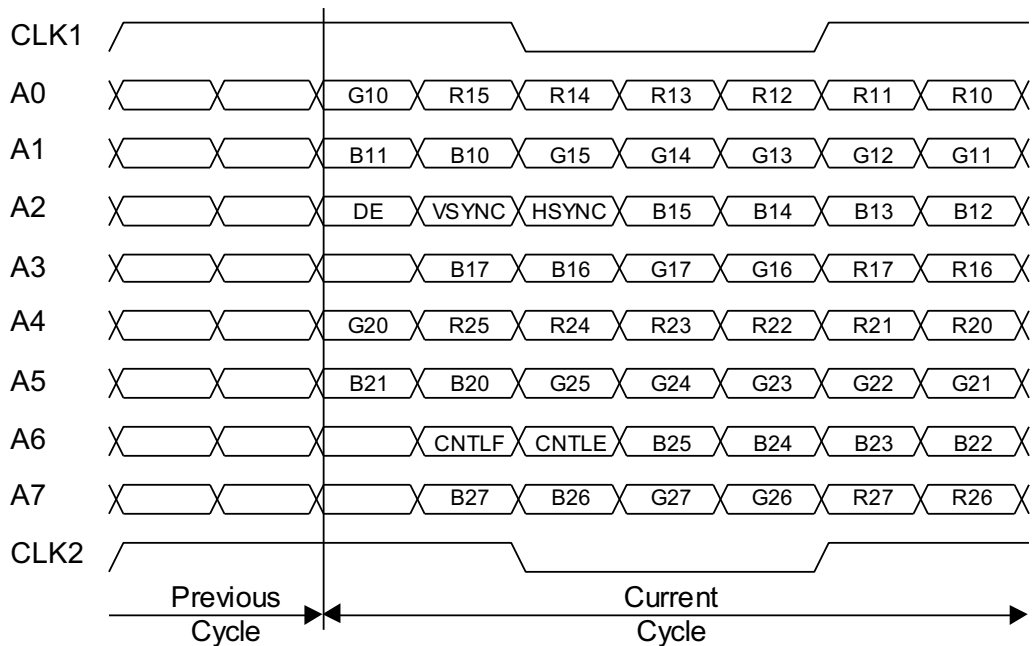 CLK1
A0 G10 R15 R14 R13 R12 R11 R10
A1 B11 B10 G15 G14 G13 G12 G11
A2 DE VSYNC HSYNC B15 B14 B13 B12
A3 B17 B16 G17 G16 R17 R16
A4 G20 R25 R24 R23 R22 R21 R20
A5 B21 B20 G25 G24 G23 G22 G21
A6 CNTLF CNTLE B25 B24 B23 B22
A7 B27 B26 G27 G26 R27 R26
CLK2
Previous Current
Cycle Cycle